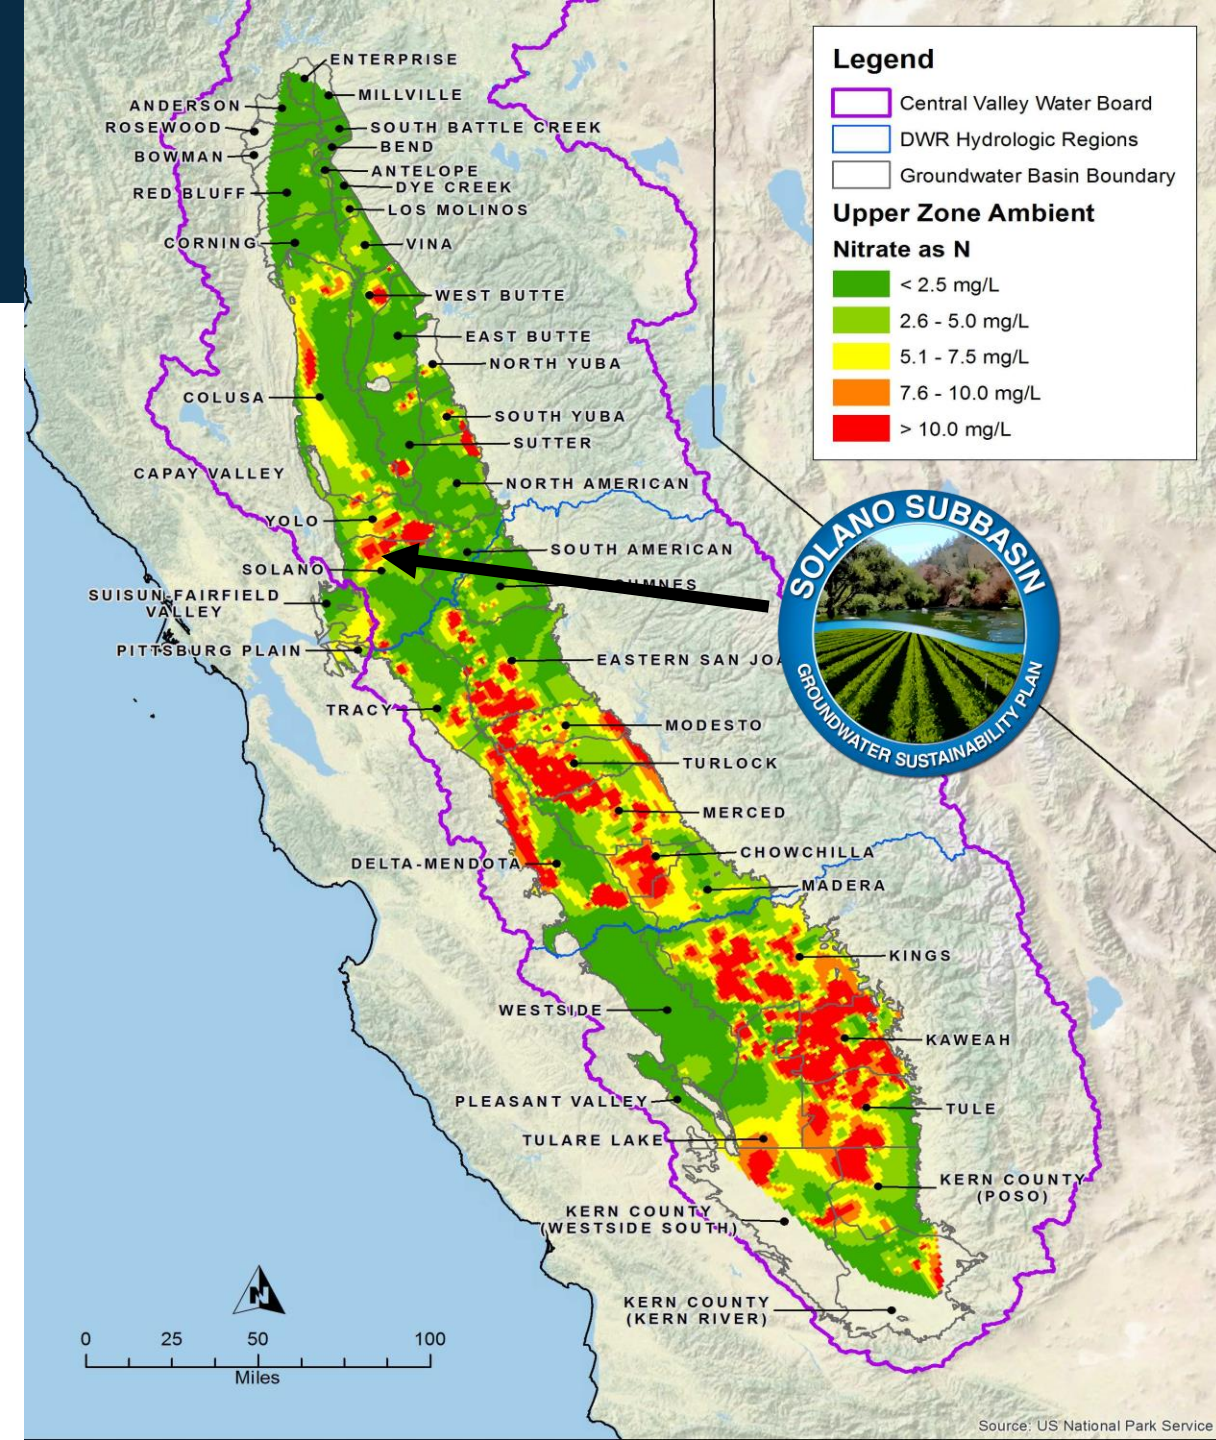 Legend
Central Valley Water Board
DWR Hydrologic Regions
Groundwater Basin Boundary
Upper Zone Ambient
Nitrate as N
< 2.5 mg/L
2.6 - 5.0 mg/L
5.1 - 7.5 mg/L
7.6 - 10.0 mg/L
> 10.0 mg/L
ENTERPRISE
MILLVILLE
ANDERSON
ROSEWOOD
SOUTH BATTLE CREEK
BEND
BOWMAN
ANTELOPE
DYE CREEK
RED BLUFF
LOS MOLINOS
CORNING
VINA
WEST BUTTE
EAST BUTTE
NORTH YUBA
COLUSA
SOUTH YUBA
SUTTER
CAPAY VALLEY
NORTH AMERICAN
YOLO
SOUTH AMERICAN
SOLANO
SUISUN-FAIRFIELD
VALLEY
PITTSBURG PLAIN
EASTERN SAN JOA
TRACY
MODESTO
TURLOCK
MERCED
CHOWCHILLA
DELTA-MENDOTA
MADERA
KINGS
WESTSIDE
KAWEAH
PLEASANT VALLEY
TULE
TULARE LAKE
KERN COUNTY
(POSO)
KERN COUNTY
(WESTSIDE SOUTH)
KERN COUNTY
(KERN RIVER)
SOLANO SUBBASIN
GROUNDWATER SUSTAINABILITY PLAN
N
0 25 50 100
Miles
Source: US National Park Service